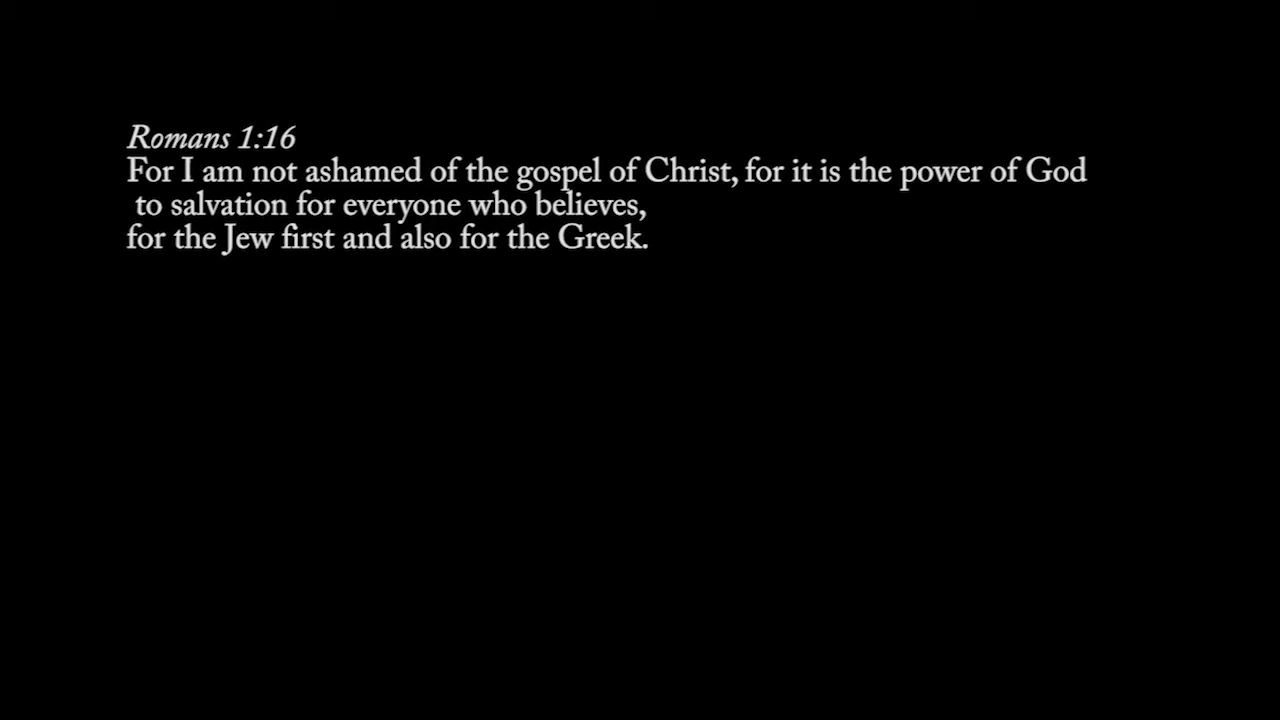 Romans 1:16
For I am not ashamed of the gospel of Christ, for it is the power of God
to salvation for everyone who believes,
for the Jew first and also for the Greek.